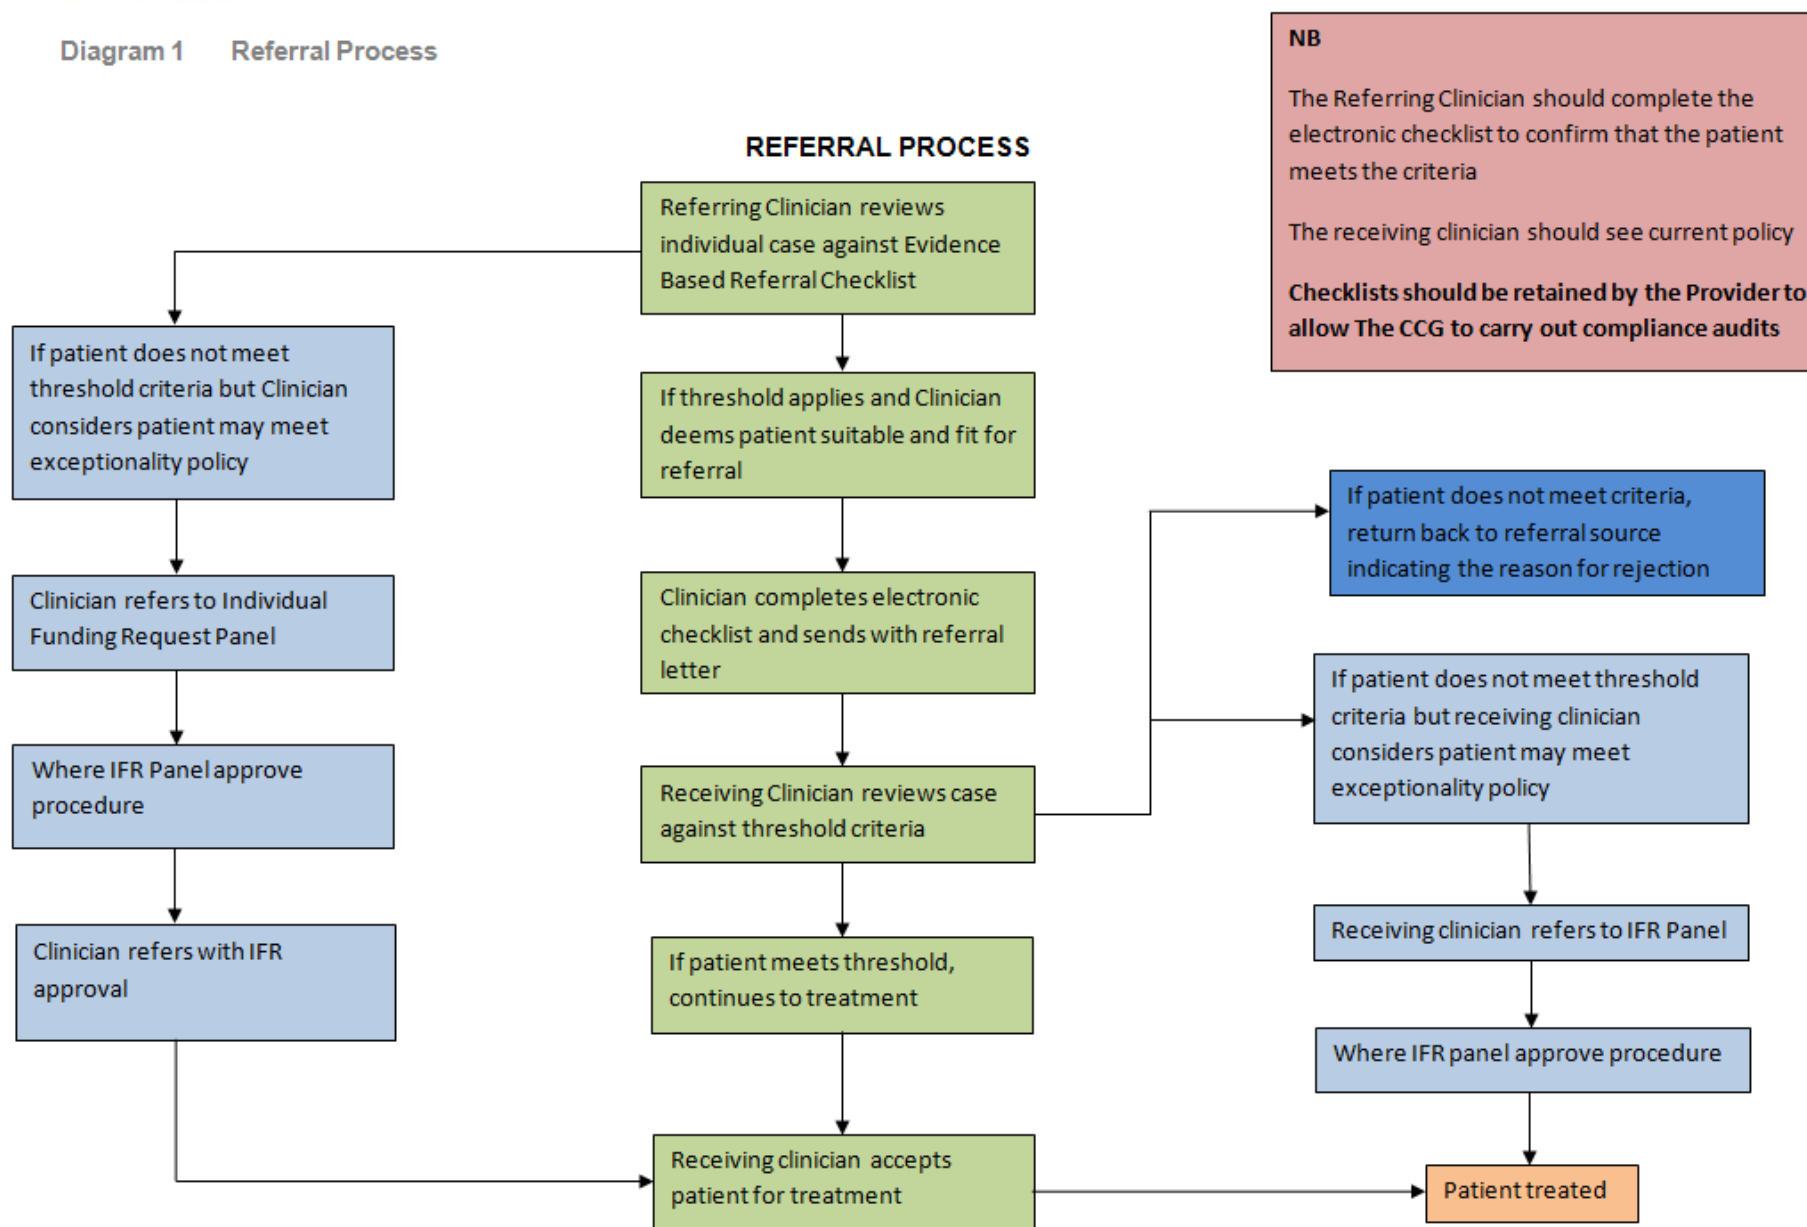 Diagram 1 Referral Process
NB
The Referring Clinician should complete the
electronic checklist to confirm that the patient
meets the criteria
The receiving clinician should see current policy
Checklists should be retained by the Provider to
allow The CCG to carry out compliance audits
REFERRAL PROCESS
Referring Clinician reviews
individual case against Evidence
Based Referral Checklist
If patient does not meet
threshold criteria but Clinician
considers patient may meet
exceptionality policy
Clinician refers to Individual
Funding Request Panel
Where IFR Panel approve
procedure
Clinician refers with IFR
approval
If threshold applies and Clinician
deems patient suitable and fit for
referral
Clinician completes electronic
checklist and sends with referral
letter
Receiving Clinician reviews case
against threshold criteria
If patient meets threshold,
continues to treatment
Receiving clinician accepts
patient for treatment
If patient does not meet criteria,
return back to referral source
indicating the reason for rejection
If patient does not meet threshold
criteria but receiving clinician
considers patient may meet
exceptionality policy
Receiving clinician refers to IFR Panel
Where IFR panel approve procedure
Patient treated